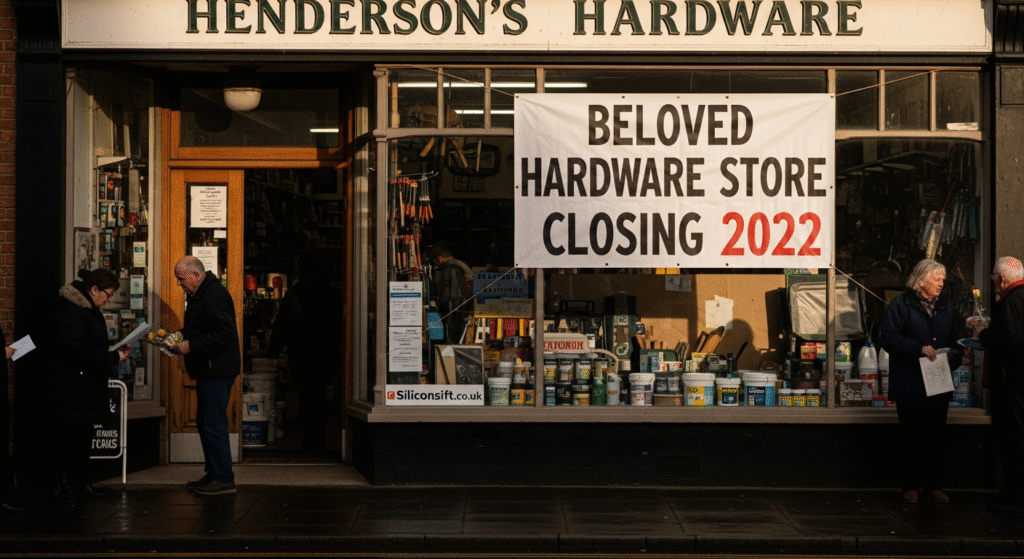 HENDERSON'S HARDWARE
BELOVED
HARDWARE STORE
CLOSING 2022
Siliconsift.co.uk